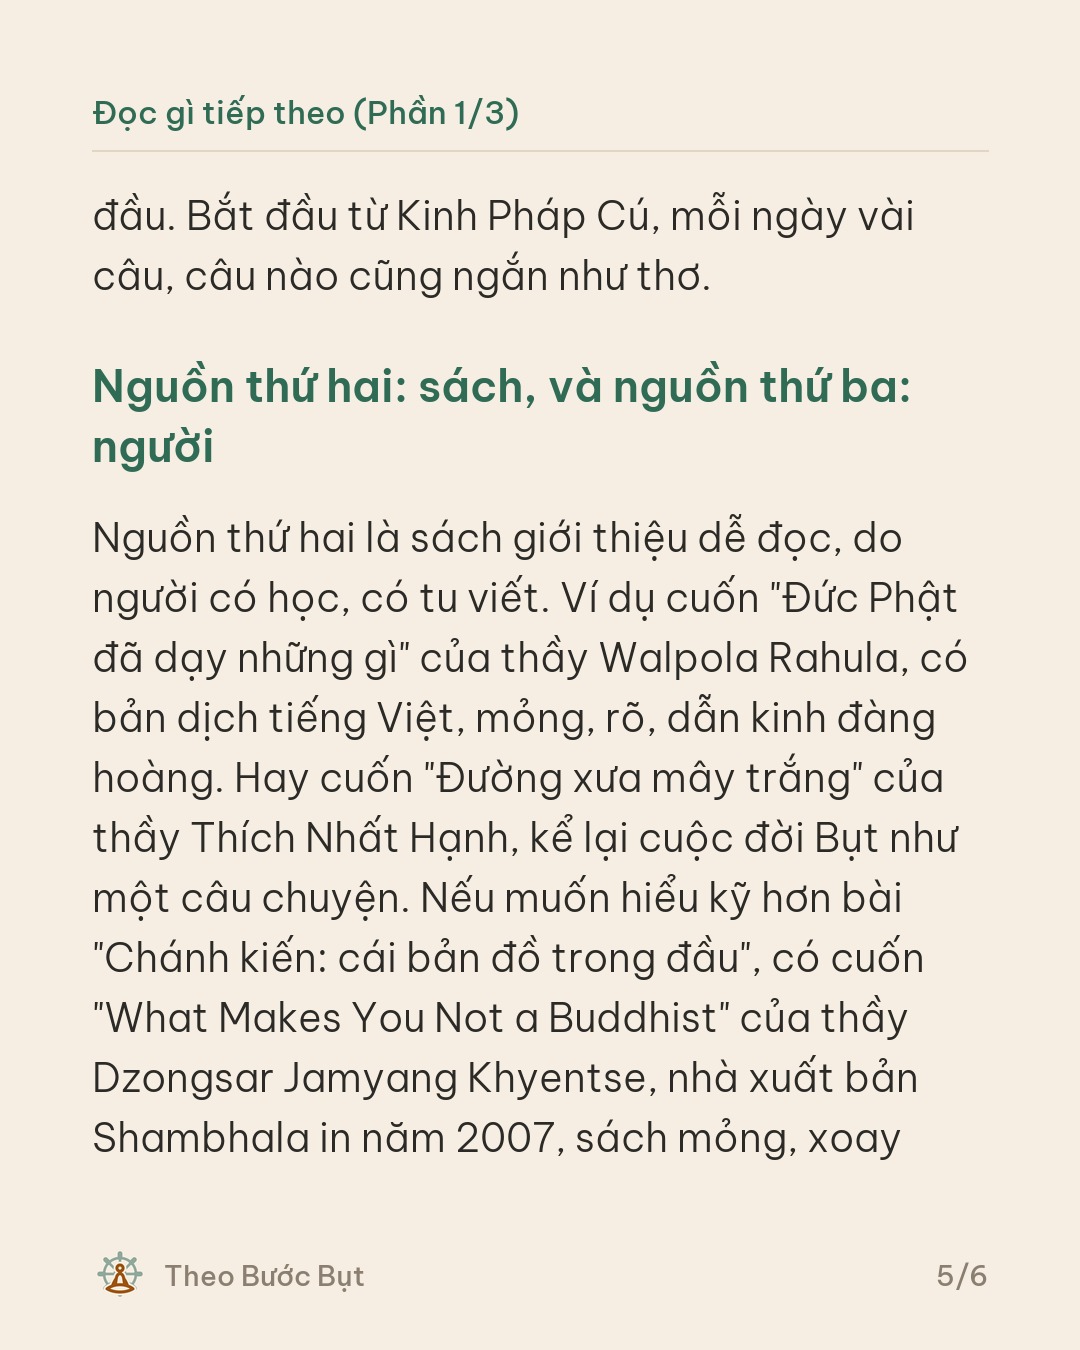 Đọc gì tiếp theo (Phần 1/3)
đầu. Bắt đầu từ Kinh Pháp Cú, mỗi ngày vài
câu, câu nào cũng ngắn như thơ.
Nguồn thứ hai: sách, và nguồn thứ ba:
người
Nguồn thứ hai là sách giới thiệu dễ đọc, do
người có học, có tu viết. Ví dụ cuốn "Đức Phật
đã dạy những gì" của thầy Walpola Rahula, có
bản dịch tiếng Việt, mỏng, rõ, dẫn kinh đàng
hoàng. Hay cuốn "Đường xưa mây trắng" của
thầy Thích Nhất Hạnh, kể lại cuộc đời Bụt như
một câu chuyện. Nếu muốn hiểu kỹ hơn bài
"Chánh kiến: cái bản đồ trong đầu", có cuốn
"What Makes You Not a Buddhist" của thầy
Dzongsar Jamyang Khyentse, nhà xuất bản
Shambhala in năm 2007, sách mỏng, xoay
Theo Bước Bụt
5/6